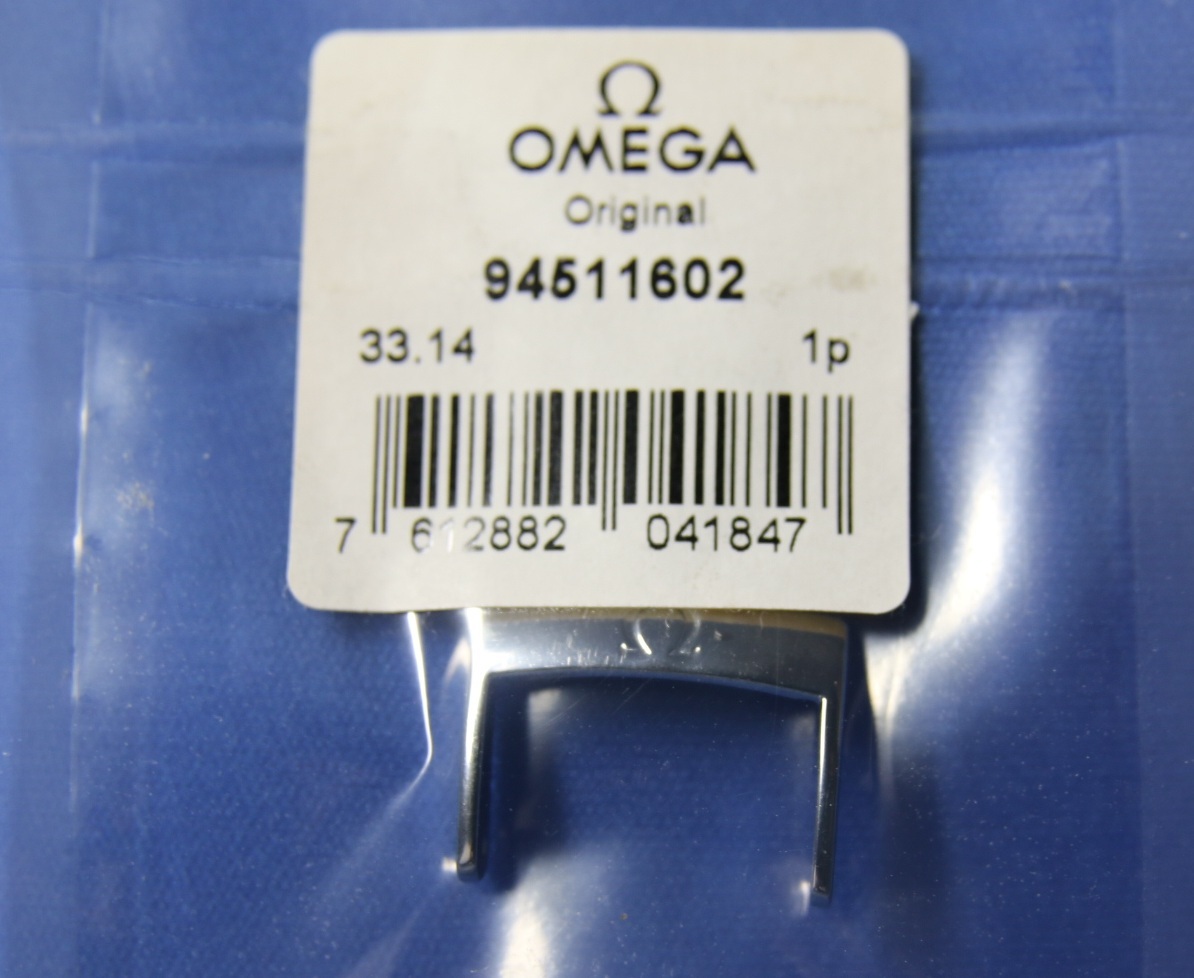 Ω
OMEGA
Original
94511602
33.14 1p
7 612882 041847
Ω